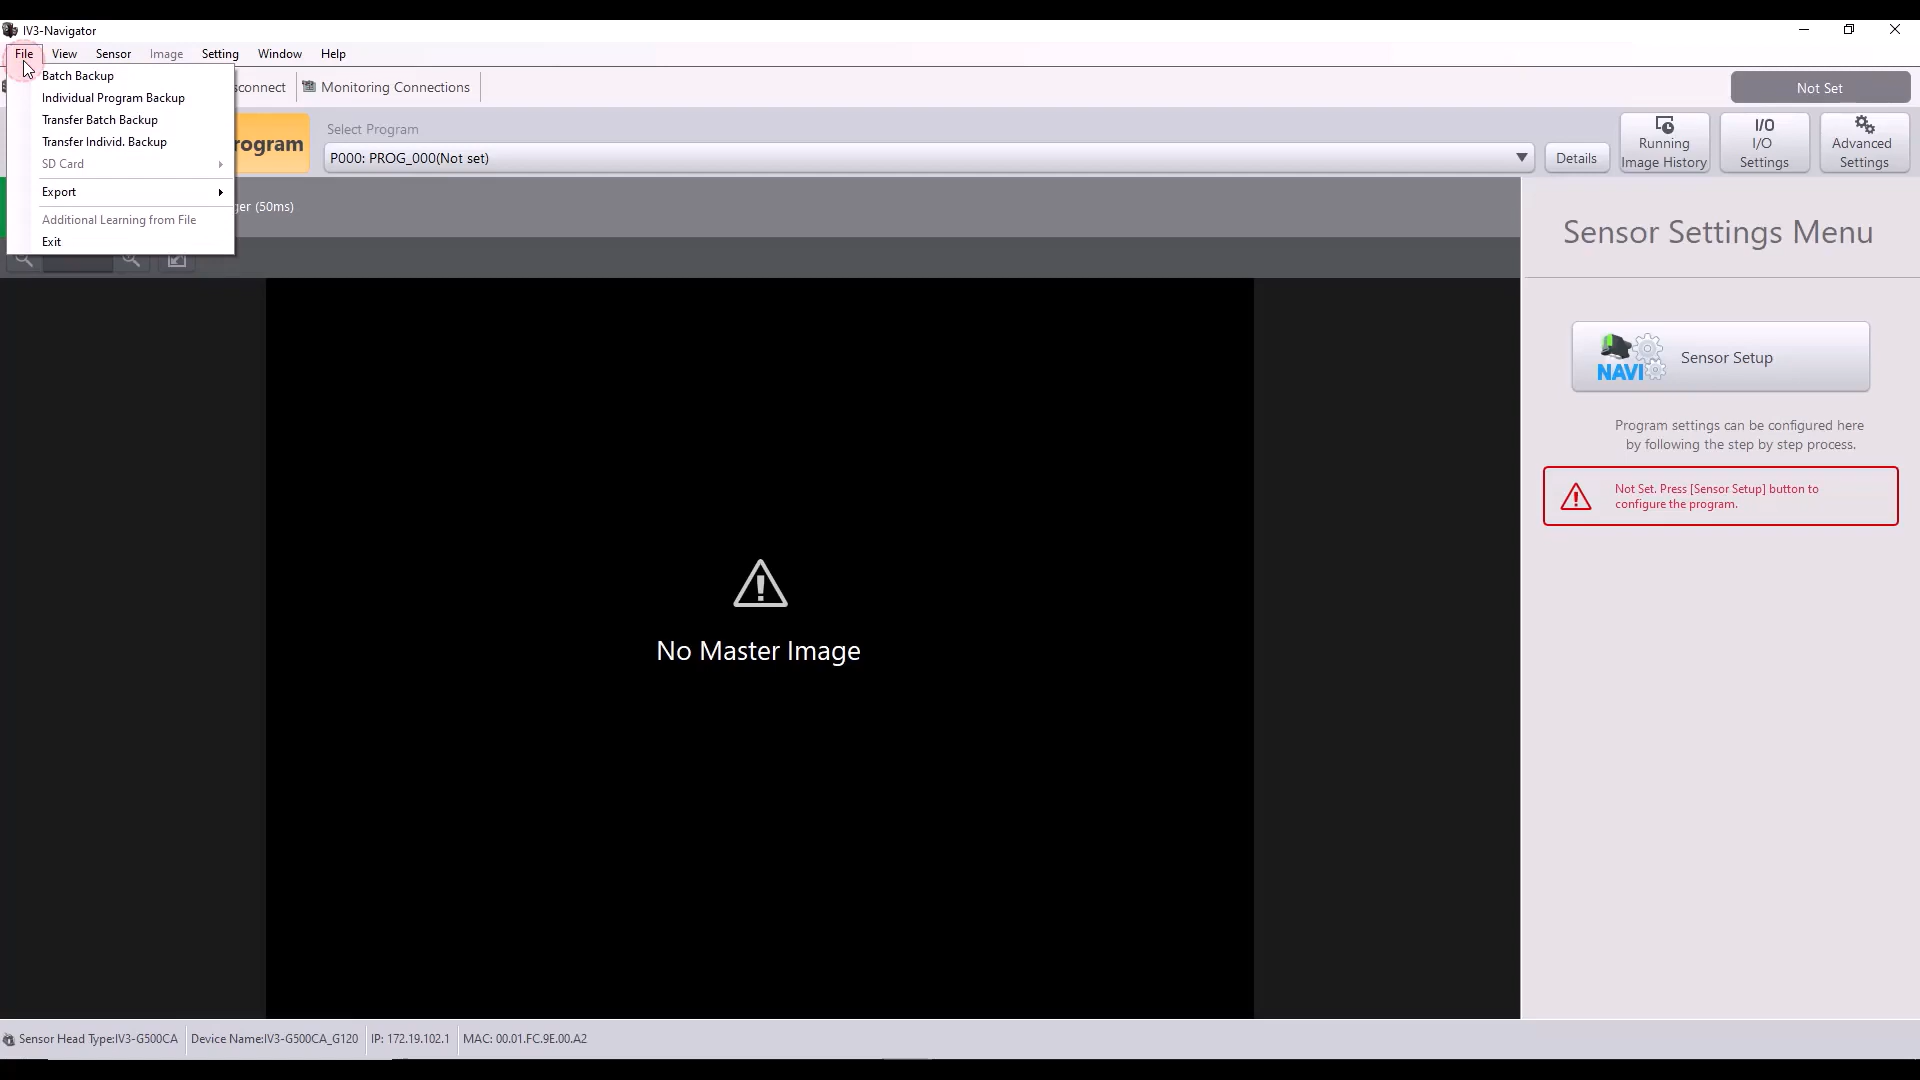 IV3-Navigator
File View Sensor Image Setting Window Help
Batch Backup
Individual Program Backup
Transfer Batch Backup
Transfer Individ. Backup
SD Card
Export
Additional Learning from File
Exit
Monitoring Connections
Not Set
Select Program
P000: PROG_000(Not set)
Details
Running
Image History
I/O
I/O
Settings
Advanced
Settings
(50ms)
Sensor Settings Menu
NAVI
Sensor Setup
Program settings can be configured here
by following the step by step process.
Not Set. Press [Sensor Setup] button to
configure the program.
No Master Image
Sensor Head Type:IV3-G500CA Device Name:IV3-G500CA_G120 IP: 172.19.102.1 MAC: 00.01.FC.9E.00.A2